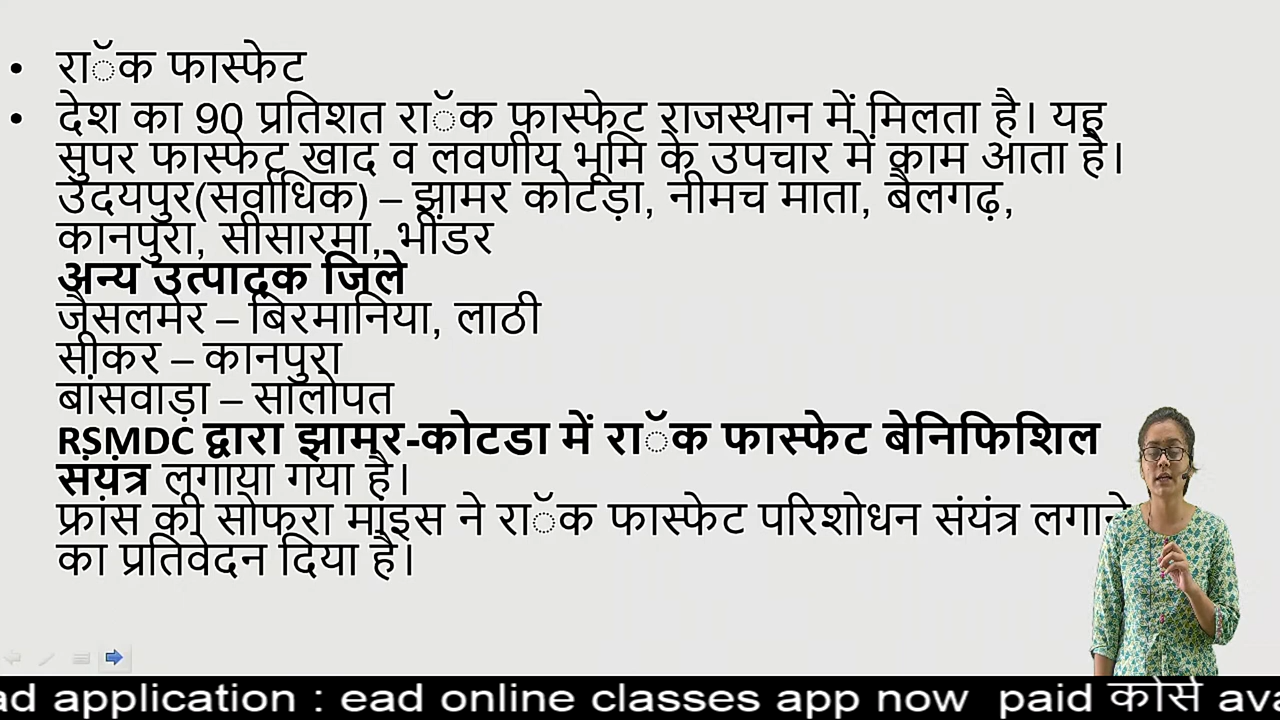 • रॉक फास्फेट
• देश का 90 प्रतिशत रॉक फास्फेट राजस्थान में मिलता है। यह
सुपर फास्फेट खाद व लवणीय भूमि के उपचार में काम आता है।
उदयपुर(सर्वाधिक) – झामर कोटड़ा, नीमच माता, बैलगढ़,
कानपुरा, सीसारमा, भींडर
अन्य उत्पादक जिले
जैसलमेर – बिरमानिया, लाठी
सीकर – कानपुरा
बांसवाड़ा – सालोपत
RSMDC द्वारा झामर-कोटडा में रॉक फास्फेट बेनिफिशिल
संयंत्र लगाया गया है।
फ्रांस की सोफरा मांइस ने रॉक फास्फेट परिशोधन संयंत्र लगाने
का प्रतिवेदन दिया है।
ad application : ead online classes app now paid कोर्स ava